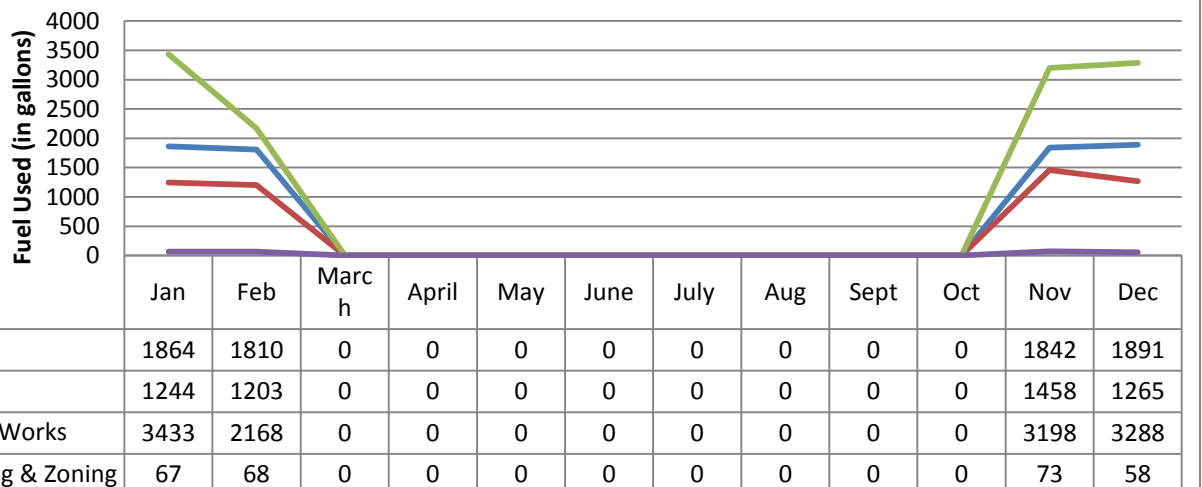 Fuel Used (in gallons)
4000
3500
3000
2500
2000
1500
1000
500
0
Jan Feb March April May June July Aug Sept Oct Nov Dec
1864 1810 0 0 0 0 0 0 0 0 1842 1891
1244 1203 0 0 0 0 0 0 0 0 1458 1265
Works 3433 2168 0 0 0 0 0 0 0 0 3198 3288
g & Zoning 67 68 0 0 0 0 0 0 0 0 73 58